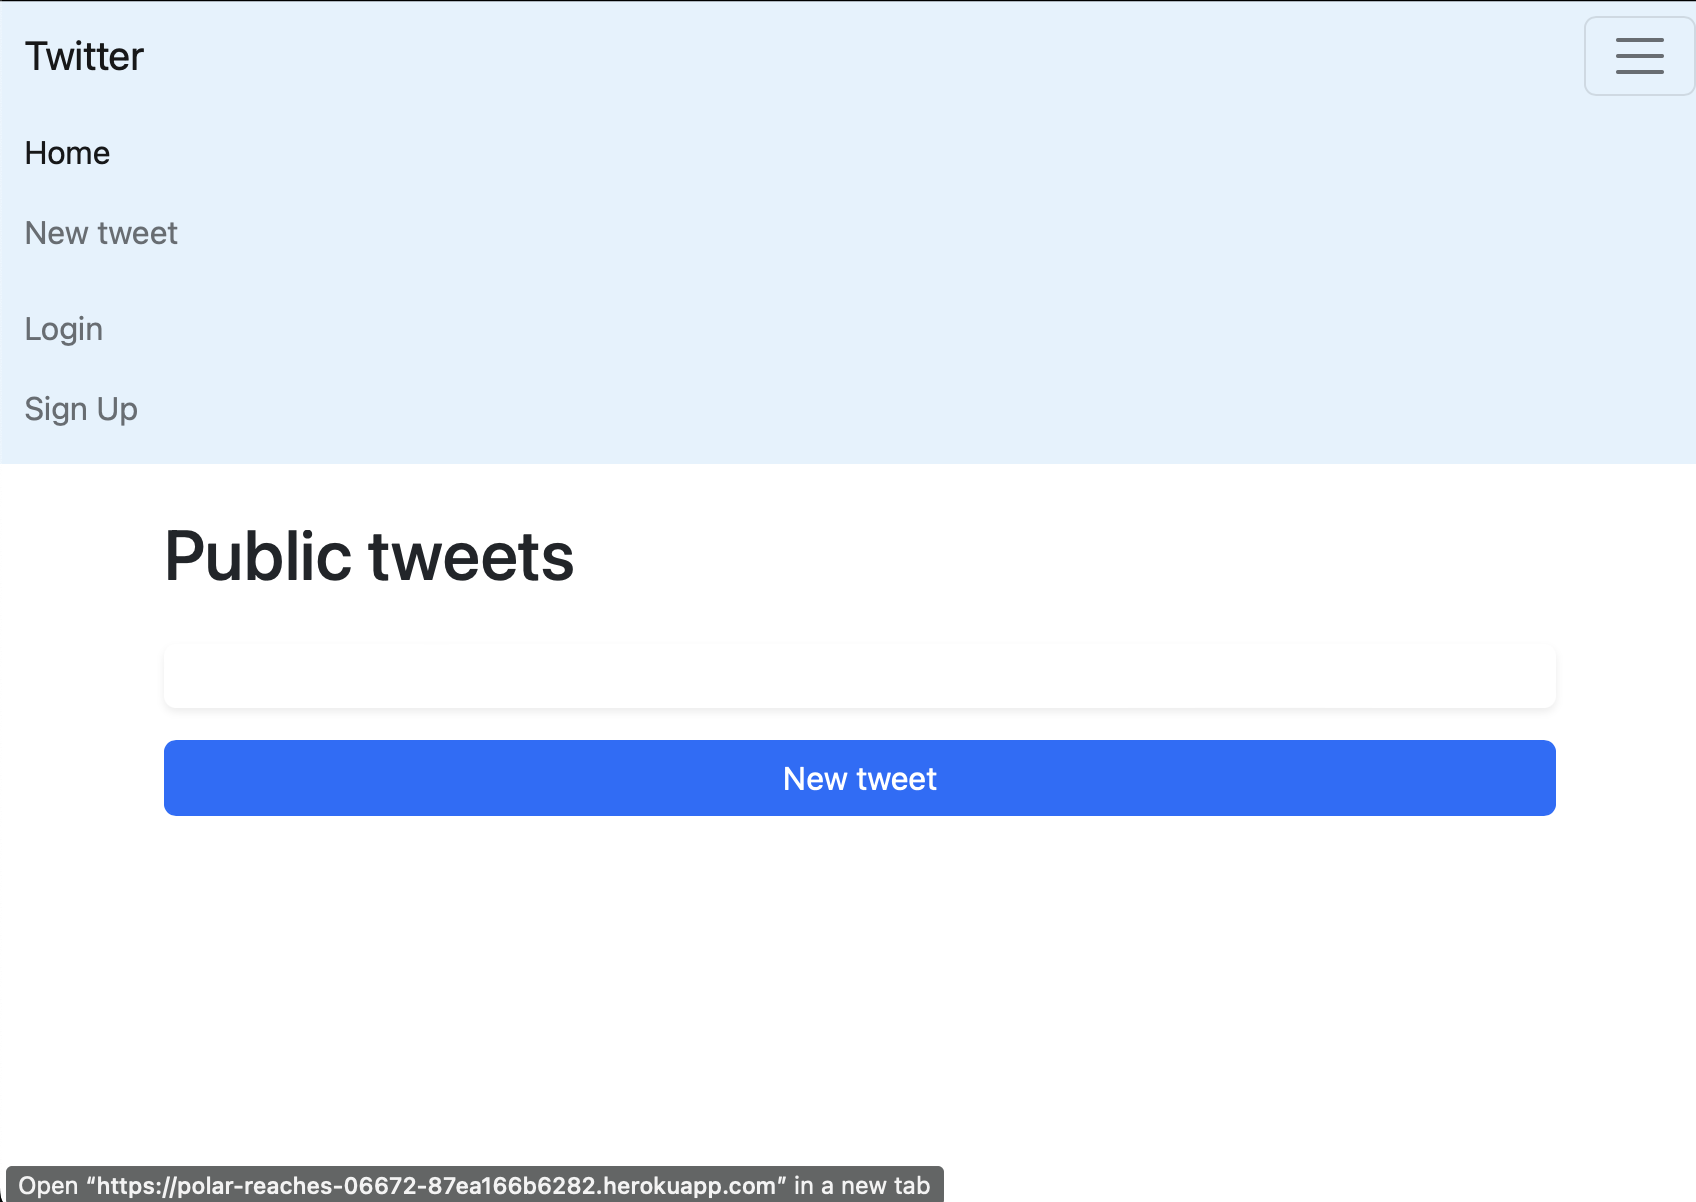 Twitter
Home
New tweet
Login
Sign Up
Public tweets
New tweet
Open “https://polar-reaches-06672-87ea166b6282.herokuapp.com” in a new tab